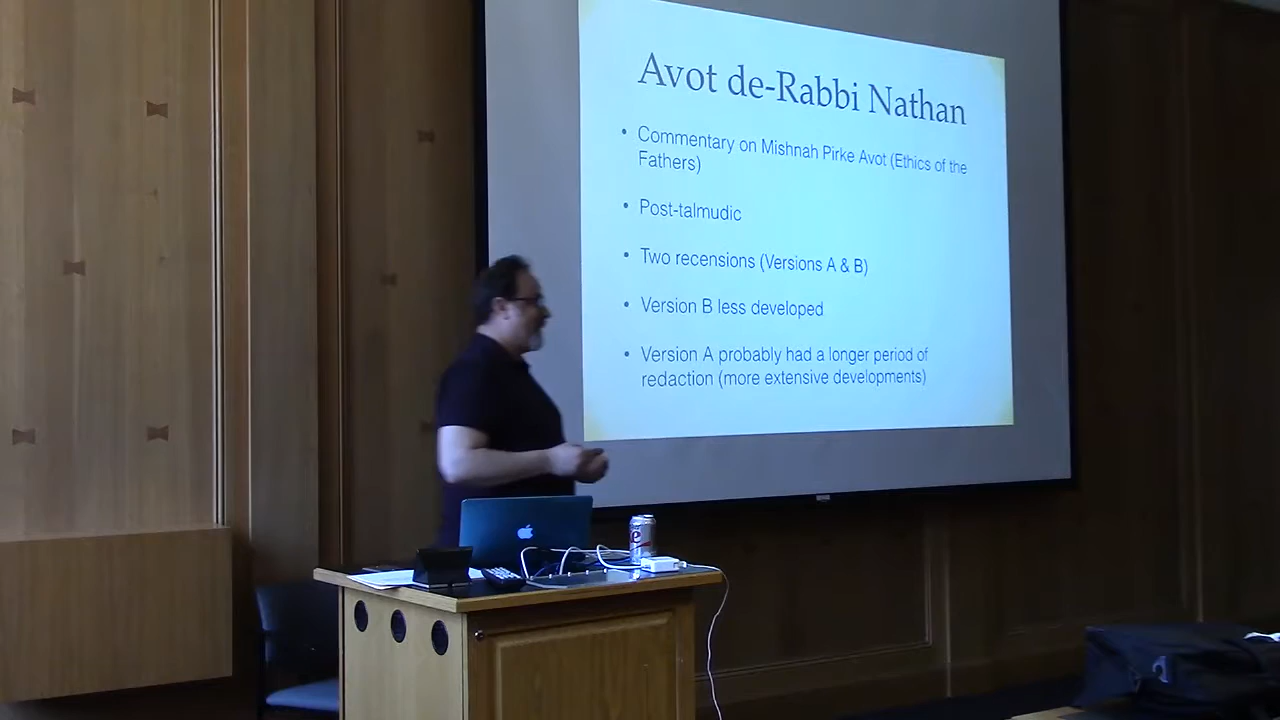 Avot de-Rabbi Nathan
• Commentary on Mishnah Pirke Avot (Ethics of the
Fathers)
• Post-talmudic
• Two recensions (Versions A & B)
• Version B less developed
• Version A probably had a longer period of
redaction (more extensive developments)